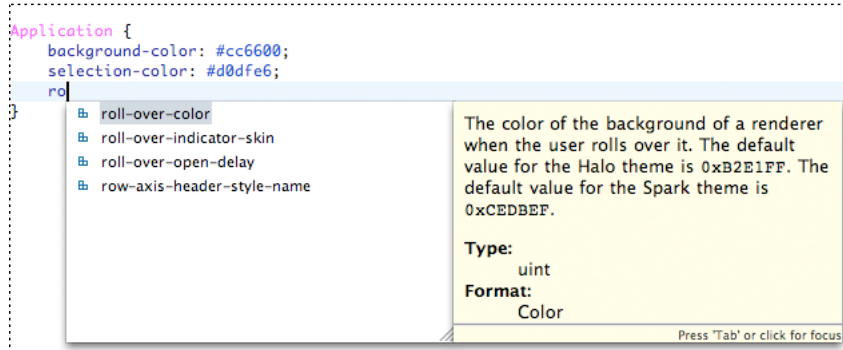 Application {
    background-color: #cc6600;
    selection-color: #d0dfe6;
    ro
}
roll-over-color
roll-over-indicator-skin
roll-over-open-delay
row-axis-header-style-name
The color of the background of a renderer
when the user rolls over it. The default
value for the Halo theme is 0xB2E1FF. The
default value for the Spark theme is
0xCEDBEF.
Type:
uint
Format:
Color
Press 'Tab' or click for focus